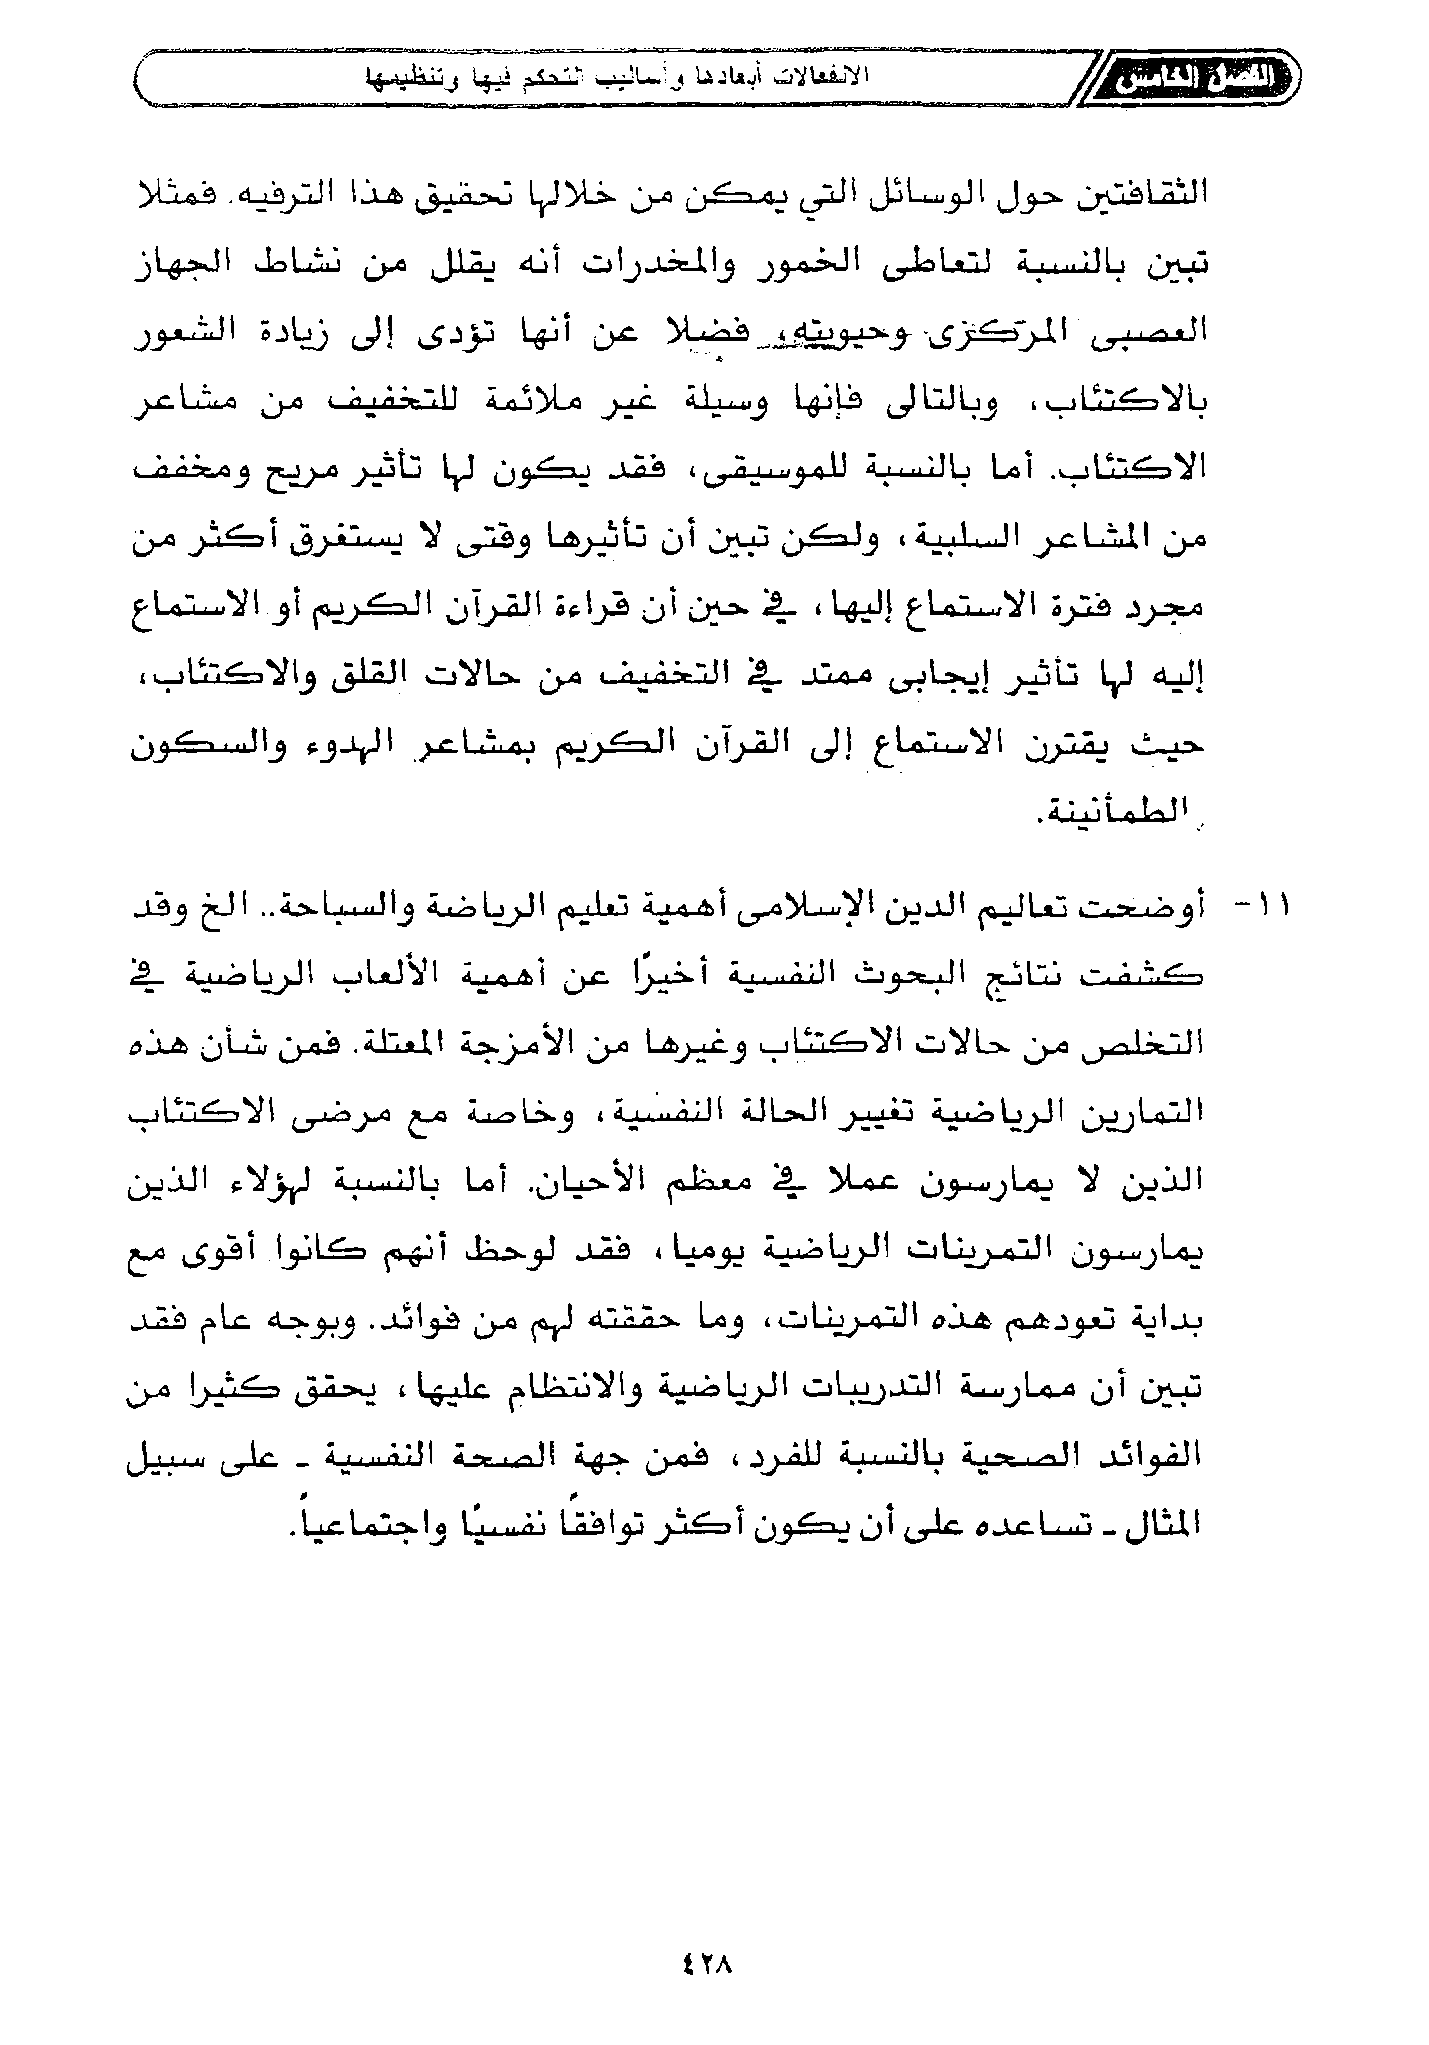 الفصل الخامس
الانفعالات أبعادها وأساليب التحكم فيها وتنظيمها
الثقافتين حول الوسائل التي يمكن من خلالها تحقيق هذا الترفيه. فمثلا
تبين بالنسبة لتعاطى الخمور والمخدرات أنه يقلل من نشاط الجهاز
العصبى المركزى وحيويته، فضلا عن أنها تؤدى إلى زيادة الشعور
بالاكتئاب، وبالتالى فإنها وسيلة غير ملائمة للتخفيف من مشاعر
الاكتئاب. أما بالنسبة للموسيقى، فقد يكون لها تأثير مريح ومخفف
من المشاعر السلبية، ولكن تبين أن تأثيرها وقتى لا يستغرق أكثر من
مجرد فترة الاستماع إليها، في حين أن قراءة القرآن الكريم أو الاستماع
إليه لها تأثير إيجابى ممتد في التخفيف من حالات القلق والاكتئاب،
حيث يقترن الاستماع إلى القرآن الكريم بمشاعر الهدوء والسكون
الطمأنينة.
١١- أوضحت تعاليم الدين الإسلامى أهمية تعليم الرياضة والسباحة.. الخ وقد
كشفت نتائج البحوث النفسية أخيرًا عن أهمية الألعاب الرياضية في
التخلص من حالات الاكتئاب وغيرها من الأمزجة المعتلة. فمن شأن هذه
التمارين الرياضية تغيير الحالة النفسية، وخاصة مع مرضى الاكتئاب
الذين لا يمارسون عملا في معظم الأحيان. أما بالنسبة لهؤلاء الذين
يمارسون التمرينات الرياضية يوميا، فقد لوحظ أنهم كانوا أقوى مع
بداية تعودهم هذه التمرينات، وما حققته لهم من فوائد. وبوجه عام فقد
تبين أن ممارسة التدريبات الرياضية والانتظام عليها، يحقق كثيرا من
الفوائد الصحية بالنسبة للفرد، فمن جهة الصحة النفسية ـ على سبيل
المثال ـ تساعده على أن يكون أكثر توافقًا نفسيًا واجتماعياً.
٤٢٨